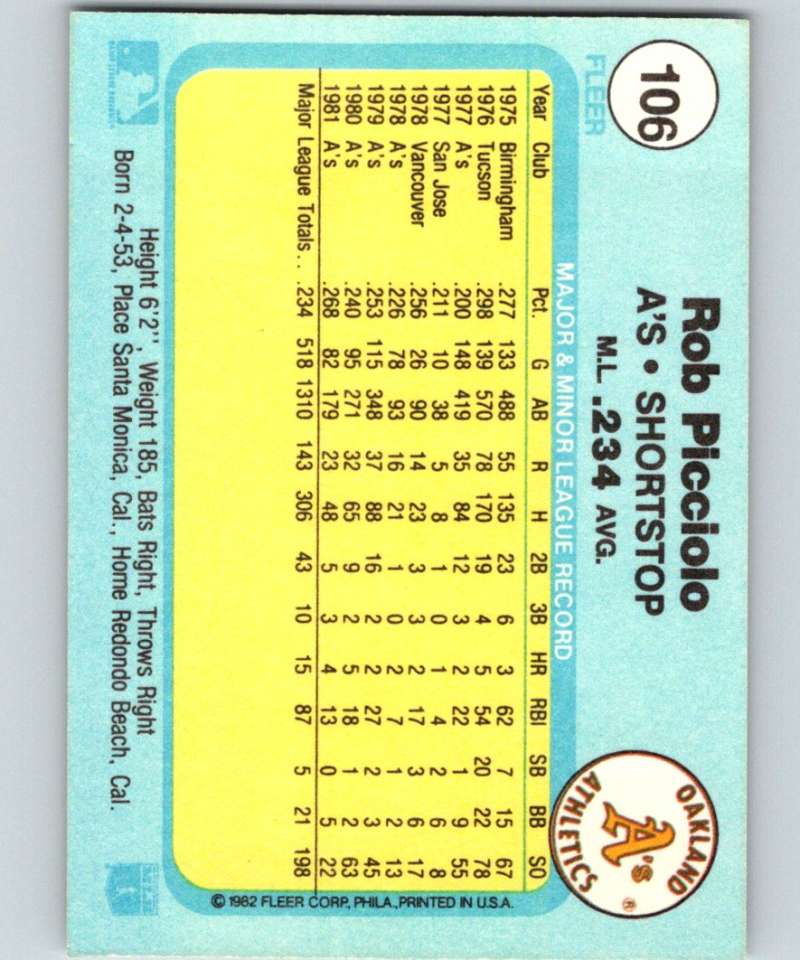 106
FLEER
Rob Picciolo
A'S • SHORTSTOP
M.L. .234 AVG.
OAKLAND
A's
ATHLETICS
®
MAJOR & MINOR LEAGUE RECORD
Year Club Pct. G AB R H 2B 3B HR RBI SB BB SO
1975 Birmingham .277 133 488 55 135 23 6 3 62 7 15 67
1976 Tucson .298 139 570 78 170 19 4 5 54 20 22 78
1977 A's .200 148 419 35 84 12 3 2 22 1 9 55
1977 San Jose .211 10 38 5 8 1 0 1 4 2 6 8
1978 Vancouver .256 26 90 14 23 3 3 2 17 3 6 17
1978 A's .226 78 93 16 21 1 0 2 7 1 2 13
1979 A's .253 115 348 37 88 16 2 2 27 2 3 45
1980 A's .240 95 271 32 65 9 2 5 18 1 2 63
1981 A's .268 82 179 23 48 5 3 4 13 0 5 22
Major League Totals. . .234 518 1310 143 306 43 10 15 87 5 21 198
© 1982 FLEER CORP., PHILA., PRINTED IN U.S.A.
Height 6'2", Weight 185, Bats Right, Throws Right
Born 2-4-53, Place Santa Monica, Cal., Home Redondo Beach, Cal.